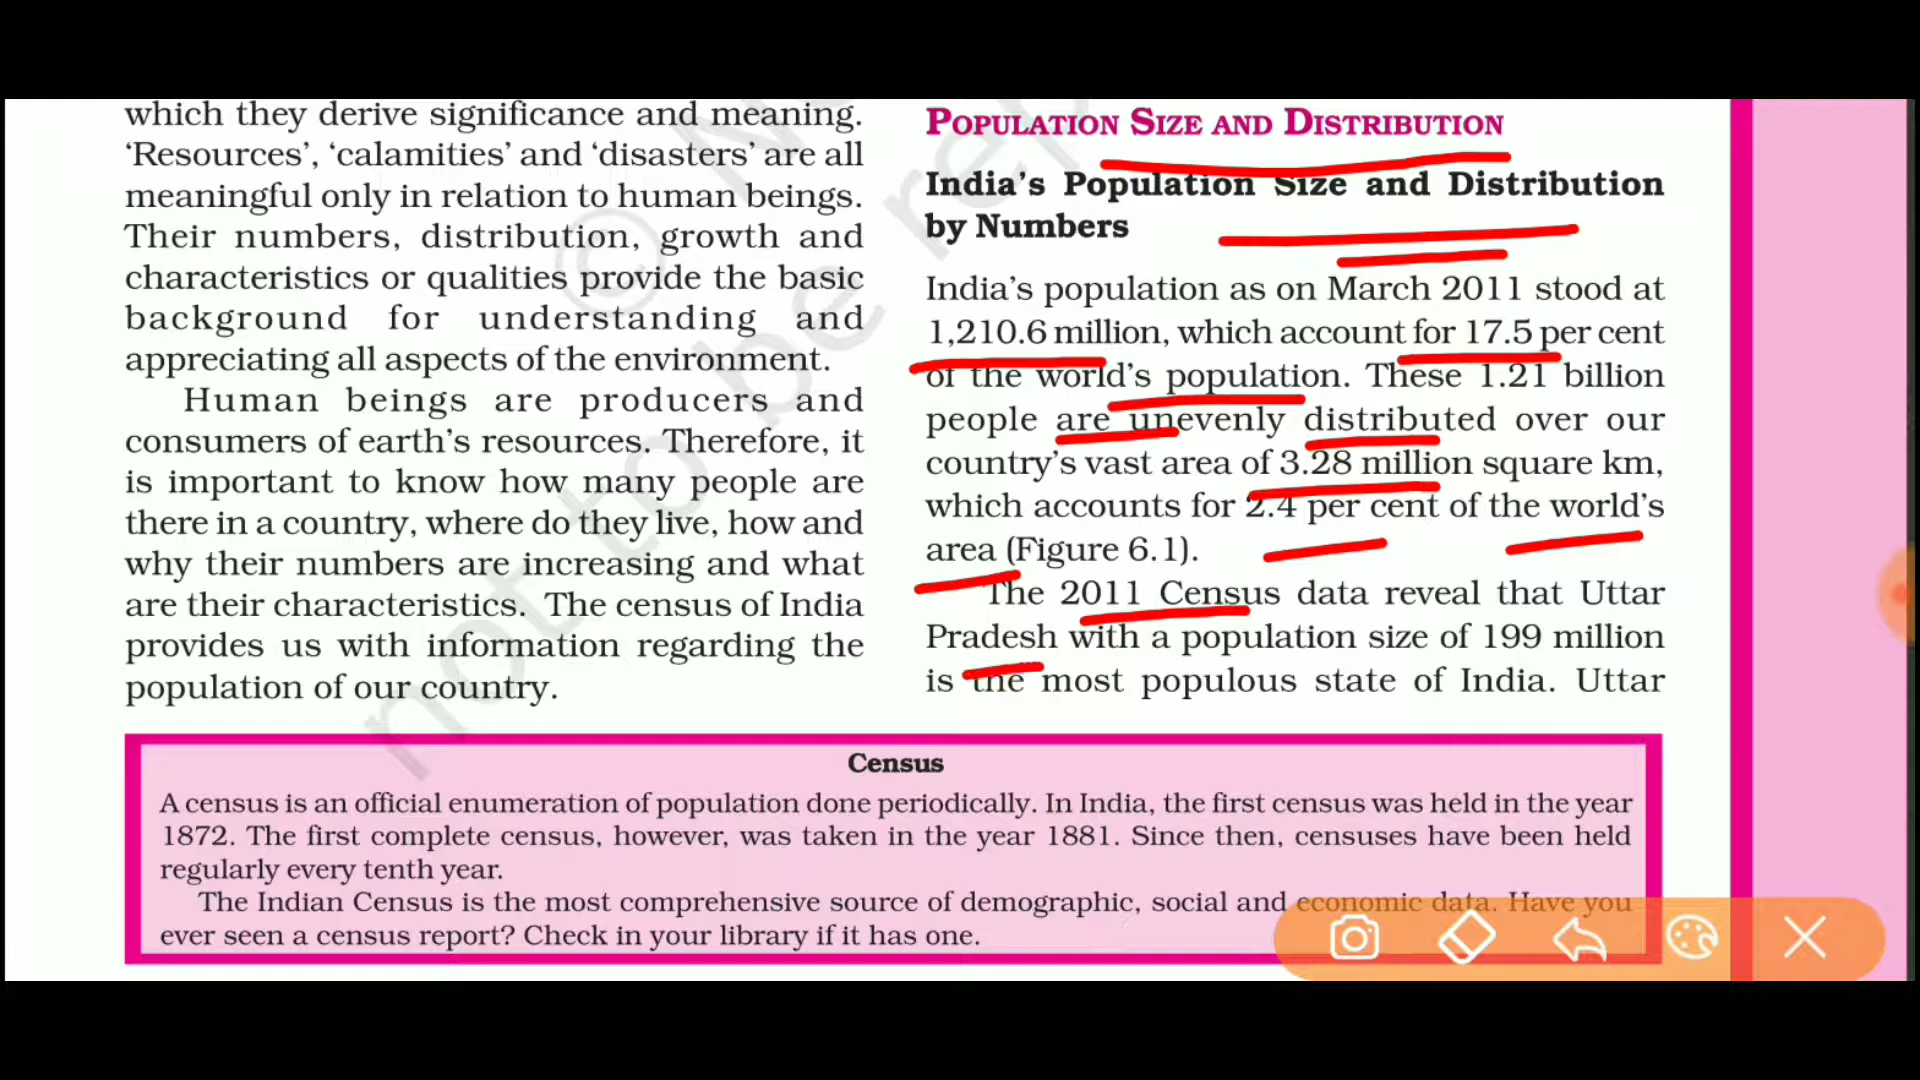 which they derive significance and meaning.
‘Resources’, ‘calamities’ and ‘disasters’ are all
meaningful only in relation to human beings.
Their numbers, distribution, growth and
characteristics or qualities provide the basic
background for understanding and
appreciating all aspects of the environment.
Human beings are producers and
consumers of earth’s resources. Therefore, it
is important to know how many people are
there in a country, where do they live, how and
why their numbers are increasing and what
are their characteristics. The census of India
provides us with information regarding the
population of our country.
POPULATION SIZE AND DISTRIBUTION
India’s Population Size and Distribution
by Numbers
India’s population as on March 2011 stood at
1,210.6 million, which account for 17.5 per cent
of the world’s population. These 1.21 billion
people are unevenly distributed over our
country’s vast area of 3.28 million square km,
which accounts for 2.4 per cent of the world’s
area (Figure 6.1).
The 2011 Census data reveal that Uttar
Pradesh with a population size of 199 million
is the most populous state of India. Uttar
Census
A census is an official enumeration of population done periodically. In India, the first census was held in the year
1872. The first complete census, however, was taken in the year 1881. Since then, censuses have been held
regularly every tenth year.
The Indian Census is the most comprehensive source of demographic, social and economic data. Have you
ever seen a census report? Check in your library if it has one.
not to be